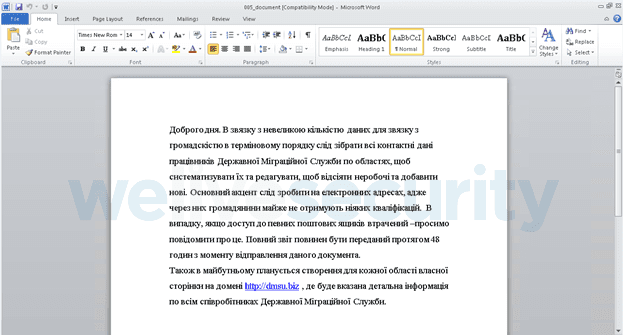 005_document [Compatibility Mode] - Microsoft Word
File Home Insert Page Layout References Mailings Review View
Paste Cut Copy Format Painter Clipboard
Times New Rom 14 Font
Paragraph
AaBbCcI Emphasis AaBbC Heading 1 AaBbCcI ¶ Normal AaBbCcI Strong AaBbCcI Subtitle AaBbC Title Styles
Change Styles
Find Replace Select Editing
Доброго дня. В звязку з невеликою кількістю даних для звязку з
громадскістю в терміновому порядку слід зібрати всі контактні дані
працівників Державної Міграційної Служби по областях, щоб
систематизувати їх та редагувати, щоб відсіяти неробочі та добавити
нові. Основний акцент слід зробити на електронних адресах, адже
через них громадянини майже не отримують ніяких кваліфікацій. В
випадку, якщо доступ до певних поштових ящиків втрачений –просимо
повідомити про це. Повний звіт повинен бути переданий протягом 48
годин з моменту відправлення даного документа.
Також в майбутньому планується створення для кожної області власної
сторінки на домені http://dmsu.biz , де буде вказана детальна інформація
по всім співробітниках Державної Міграційної Служби.
security